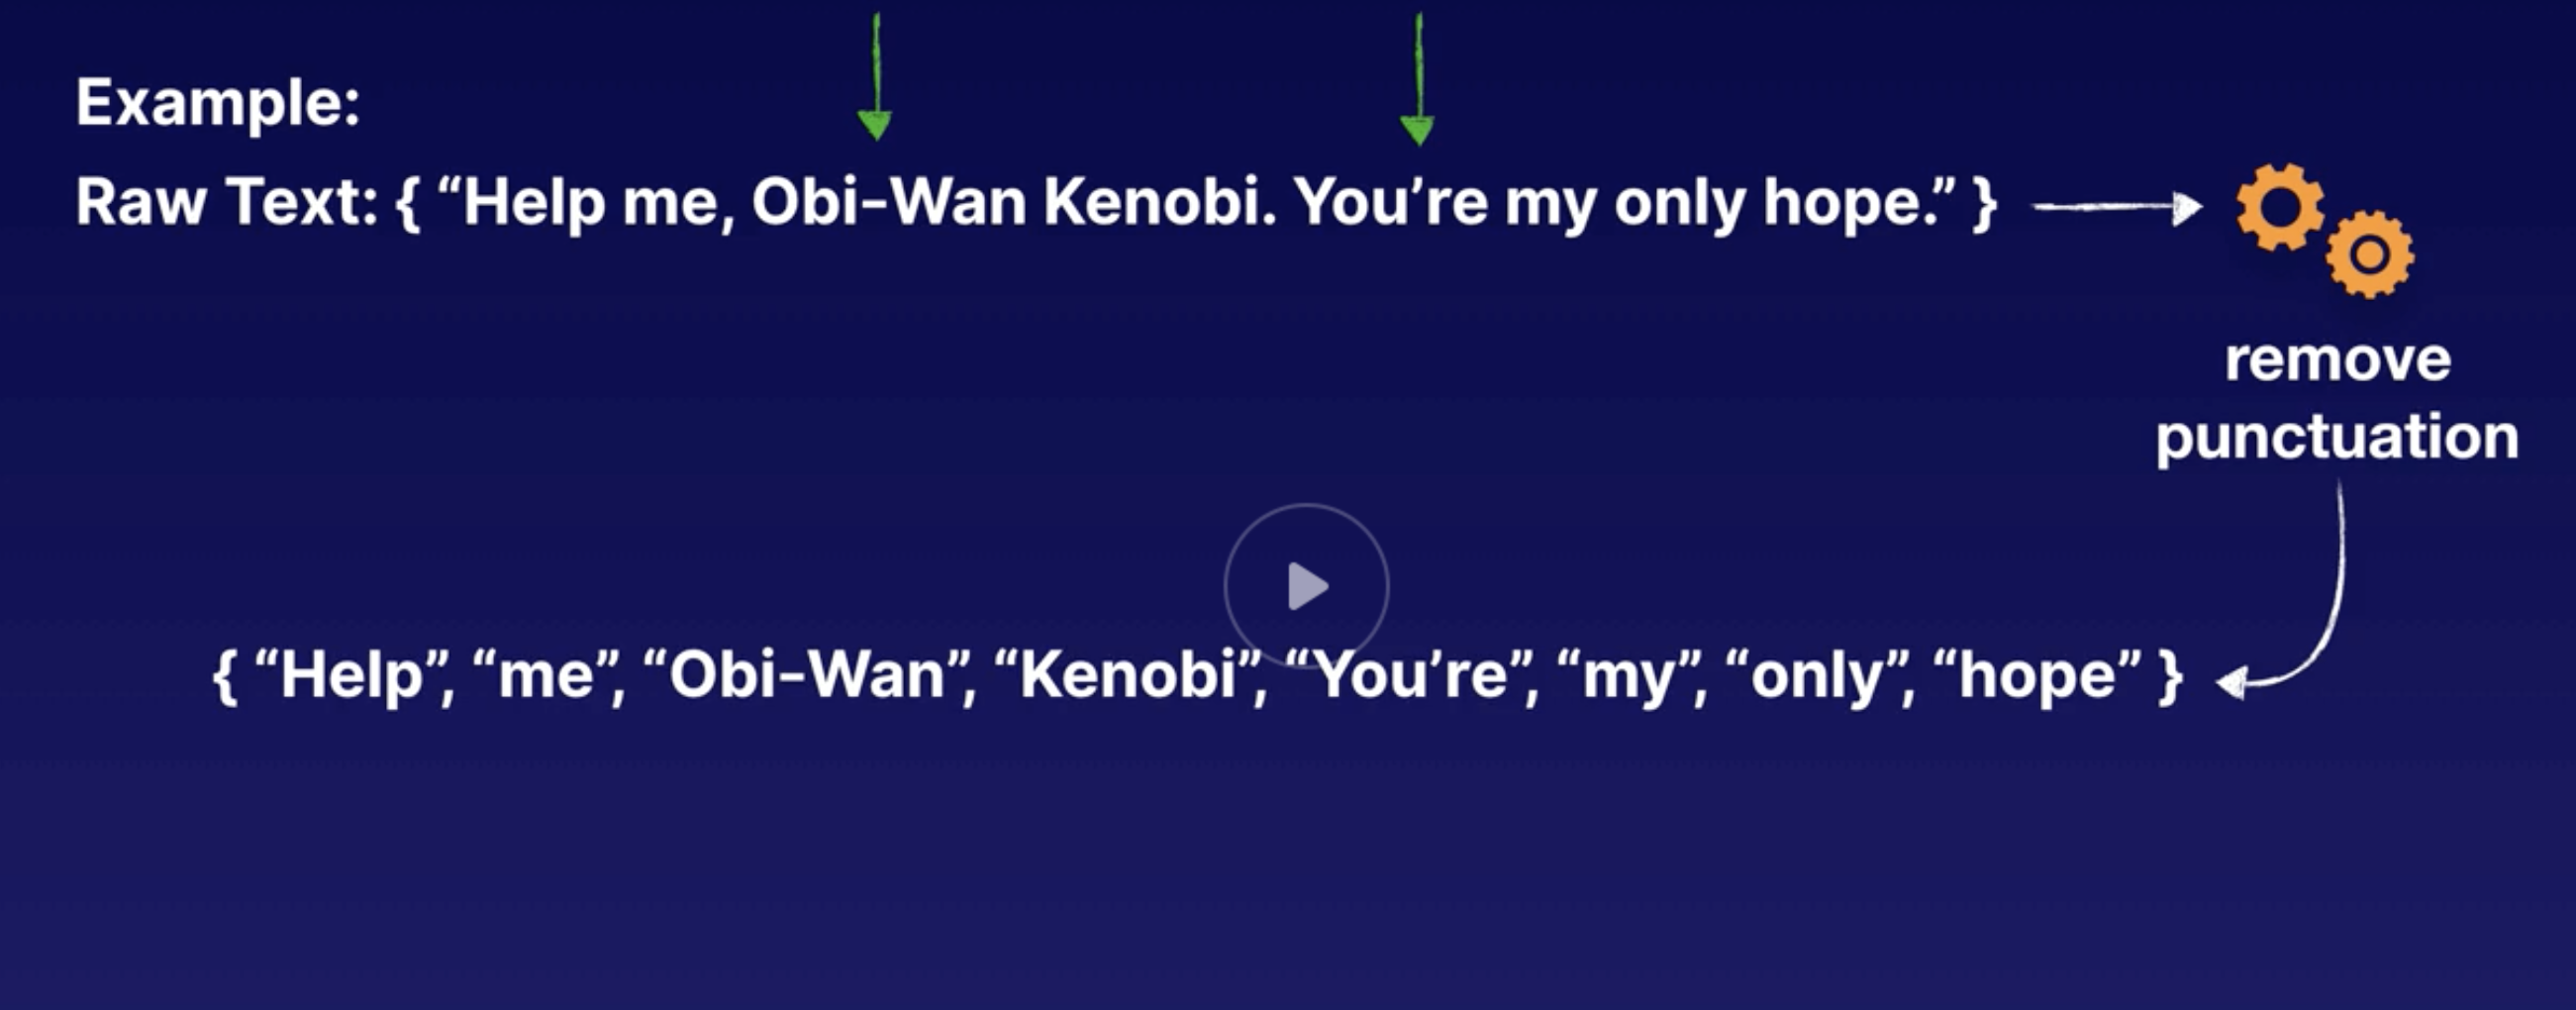 Example:
Raw Text: { “Help me, Obi-Wan Kenobi. You’re my only hope.” }
remove
punctuation
{ “Help”, “me”, “Obi-Wan”, “Kenobi”, “You’re”, “my”, “only”, “hope” }